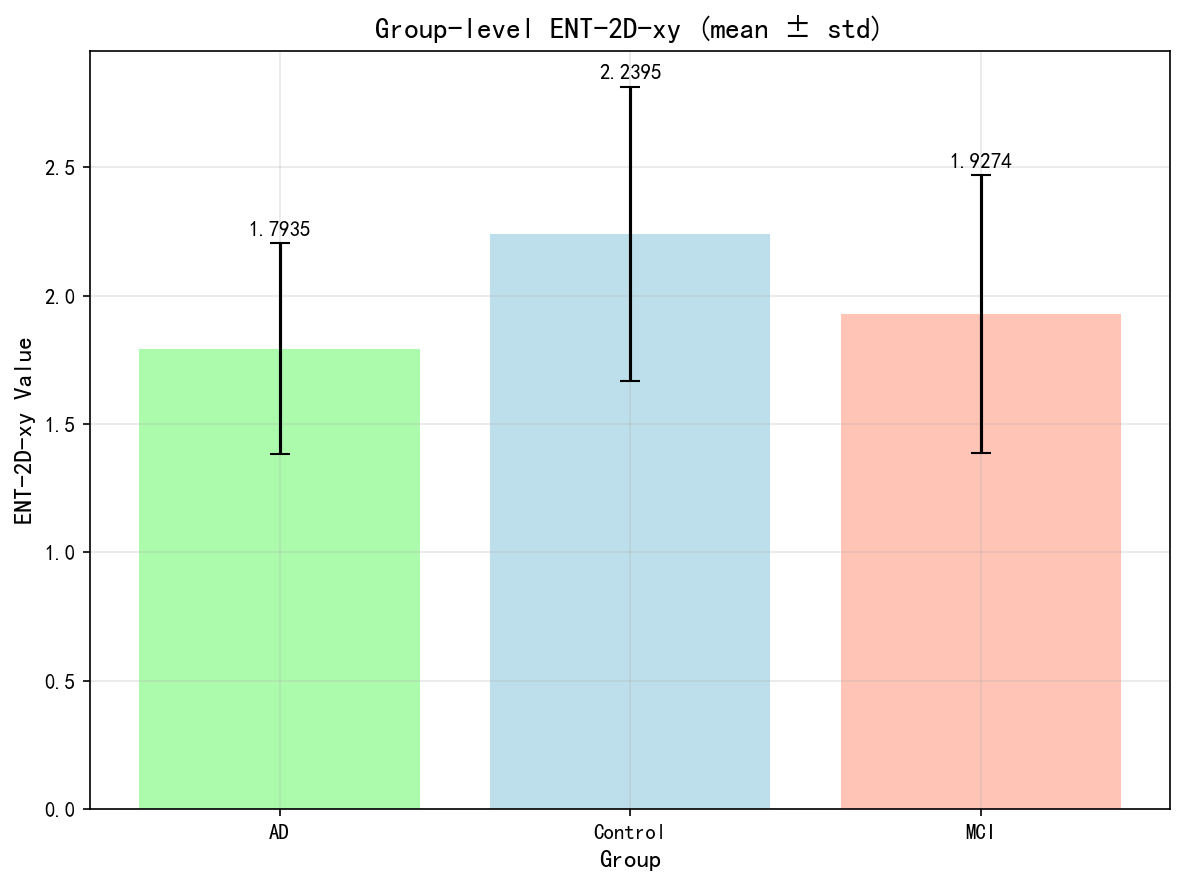 Group-level ENT-2D-xy (mean ± std)
2.2395
1.9274
1.7935
2.5
2.0
1.5
1.0
0.5
0.0
ENT-2D-xy Value
AD
Control
MCI
Group